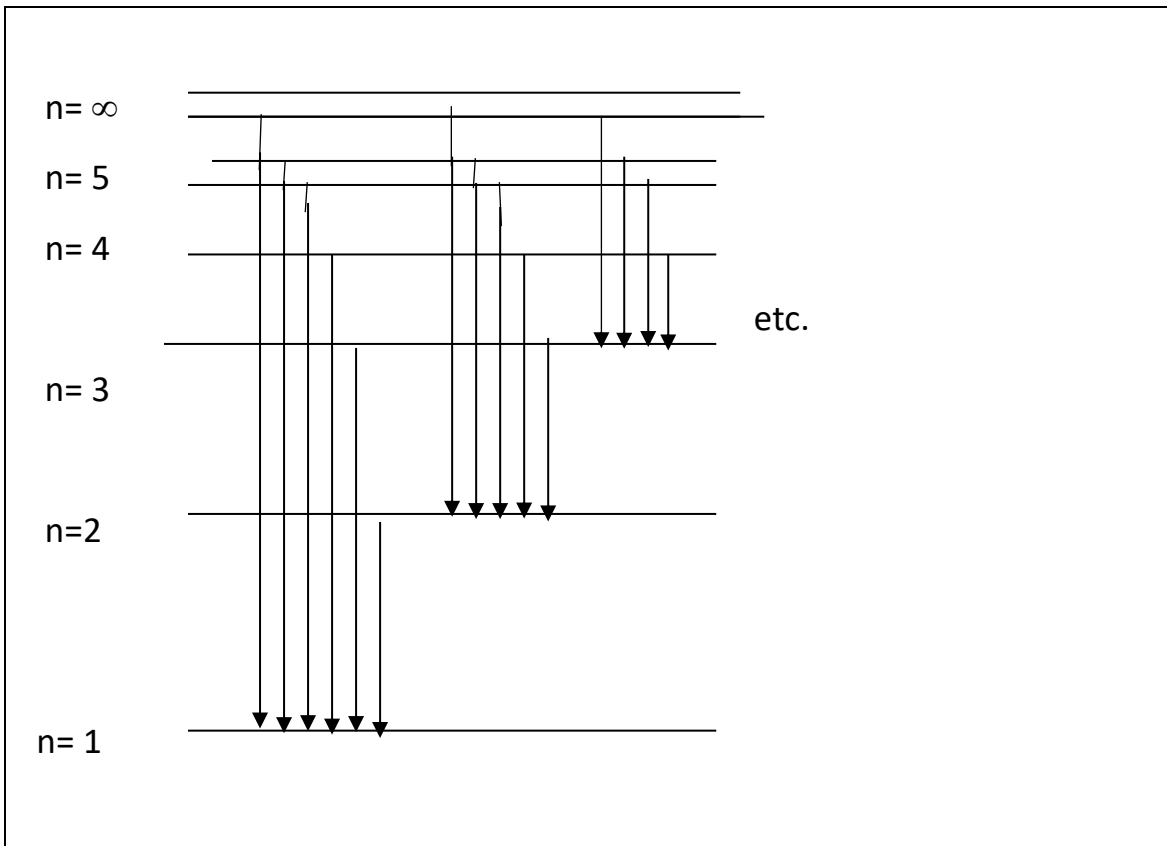 n= ∞
n= 5
n= 4
etc.
n= 3
n=2
n= 1